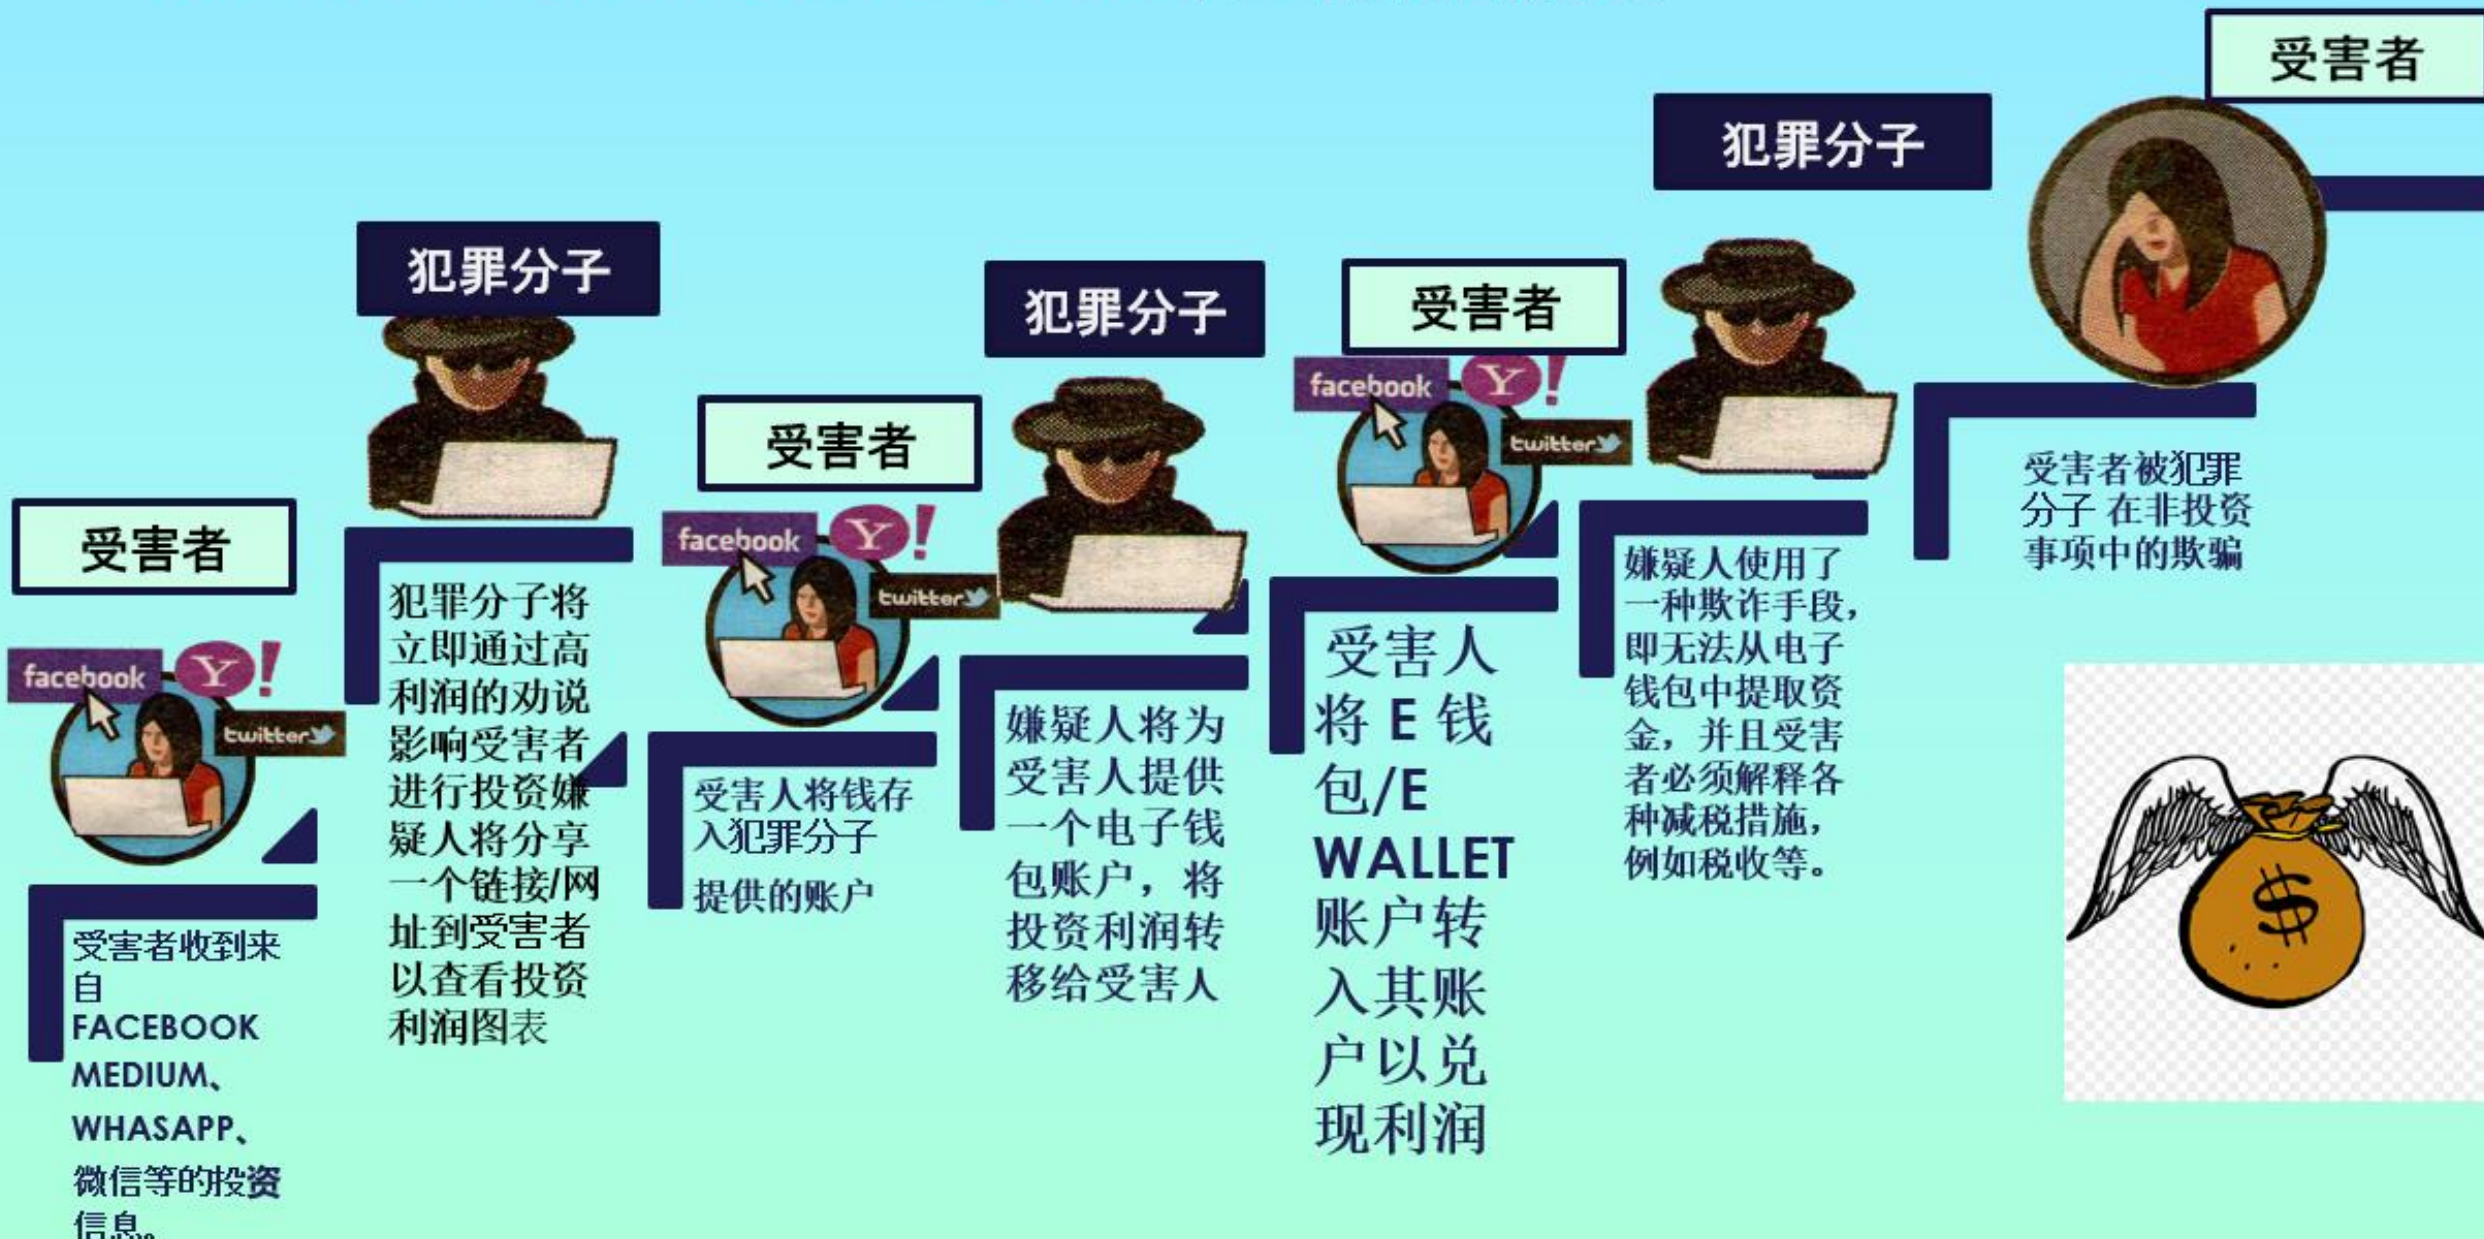 受害者
facebook
Y!
twitter
受害者收到来
自
FACEBOOK
MEDIUM、
WHASAPP、
微信等的投资
信息。
犯罪分子
犯罪分子将
立即通过高
利润的劝说
影响受害者
进行投资嫌
疑人将分享
一个链接/网
址到受害者
以查看投资
利润图表
受害者
facebook
Y!
twitter
受害人将钱存
入犯罪分子
提供的账户
犯罪分子
嫌疑人将为
受害人提供
一个电子钱
包账户，将
投资利润转
移给受害人
受害者
facebook
Y!
twitter
受害人
将 E 钱
包/E
WALLET
账户转
入其账
户以兑
现利润
犯罪分子
嫌疑人使用了
一种欺诈手段，
即无法从电子
钱包中提取资
金，并且受害
者必须解释各
种减税措施，
例如税收等。
受害者
受害者被犯罪
分子 在非投资
事项中的欺骗
$